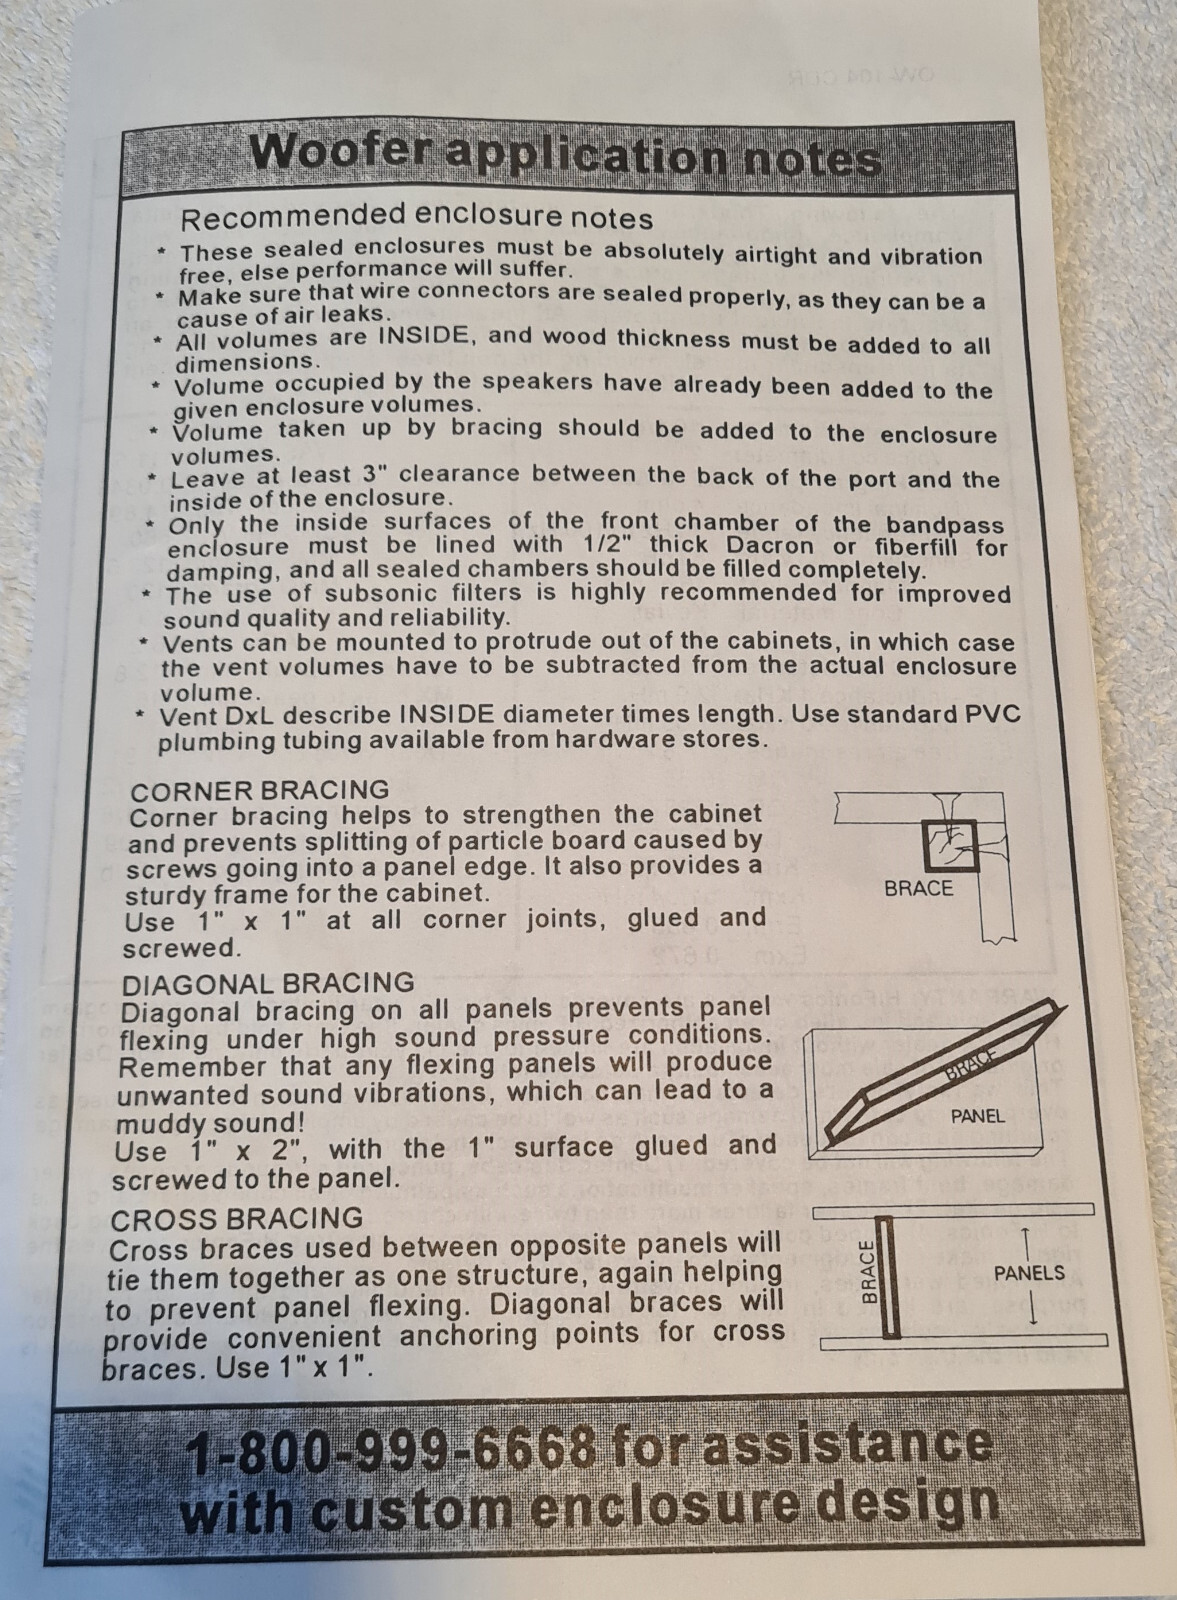 Woofer application notes
Recommended enclosure notes
* These sealed enclosures must be absolutely airtight and vibration
free, else performance will suffer.
* Make sure that wire connectors are sealed properly, as they can be a
cause of air leaks.
* All volumes are INSIDE, and wood thickness must be added to all
dimensions.
* Volume occupied by the speakers have already been added to the
given enclosure volumes.
* Volume taken up by bracing should be added to the enclosure
volumes.
* Leave at least 3" clearance between the back of the port and the
inside of the enclosure.
* Only the inside surfaces of the front chamber of the bandpass
enclosure must be lined with 1/2" thick Dacron or fiberfill for
damping, and all sealed chambers should be filled completely.
* The use of subsonic filters is highly recommended for improved
sound quality and reliability.
* Vents can be mounted to protrude out of the cabinets, in which case
the vent volumes have to be subtracted from the actual enclosure
volume.
* Vent DxL describe INSIDE diameter times length. Use standard PVC
plumbing tubing available from hardware stores.
CORNER BRACING
Corner bracing helps to strengthen the cabinet
and prevents splitting of particle board caused by
screws going into a panel edge. It also provides a
sturdy frame for the cabinet.
Use 1" x 1" at all corner joints, glued and
screwed.
BRACE
DIAGONAL BRACING
Diagonal bracing on all panels prevents panel
flexing under high sound pressure conditions.
Remember that any flexing panels will produce
unwanted sound vibrations, which can lead to a
muddy sound!
Use 1" x 2", with the 1" surface glued and
screwed to the panel.
BRACE
PANEL
CROSS BRACING
Cross braces used between opposite panels will
tie them together as one structure, again helping
to prevent panel flexing. Diagonal braces will
provide convenient anchoring points for cross
braces. Use 1" x 1".
BRACE
PANELS
1-800-999-6668 for assistance
with custom enclosure design